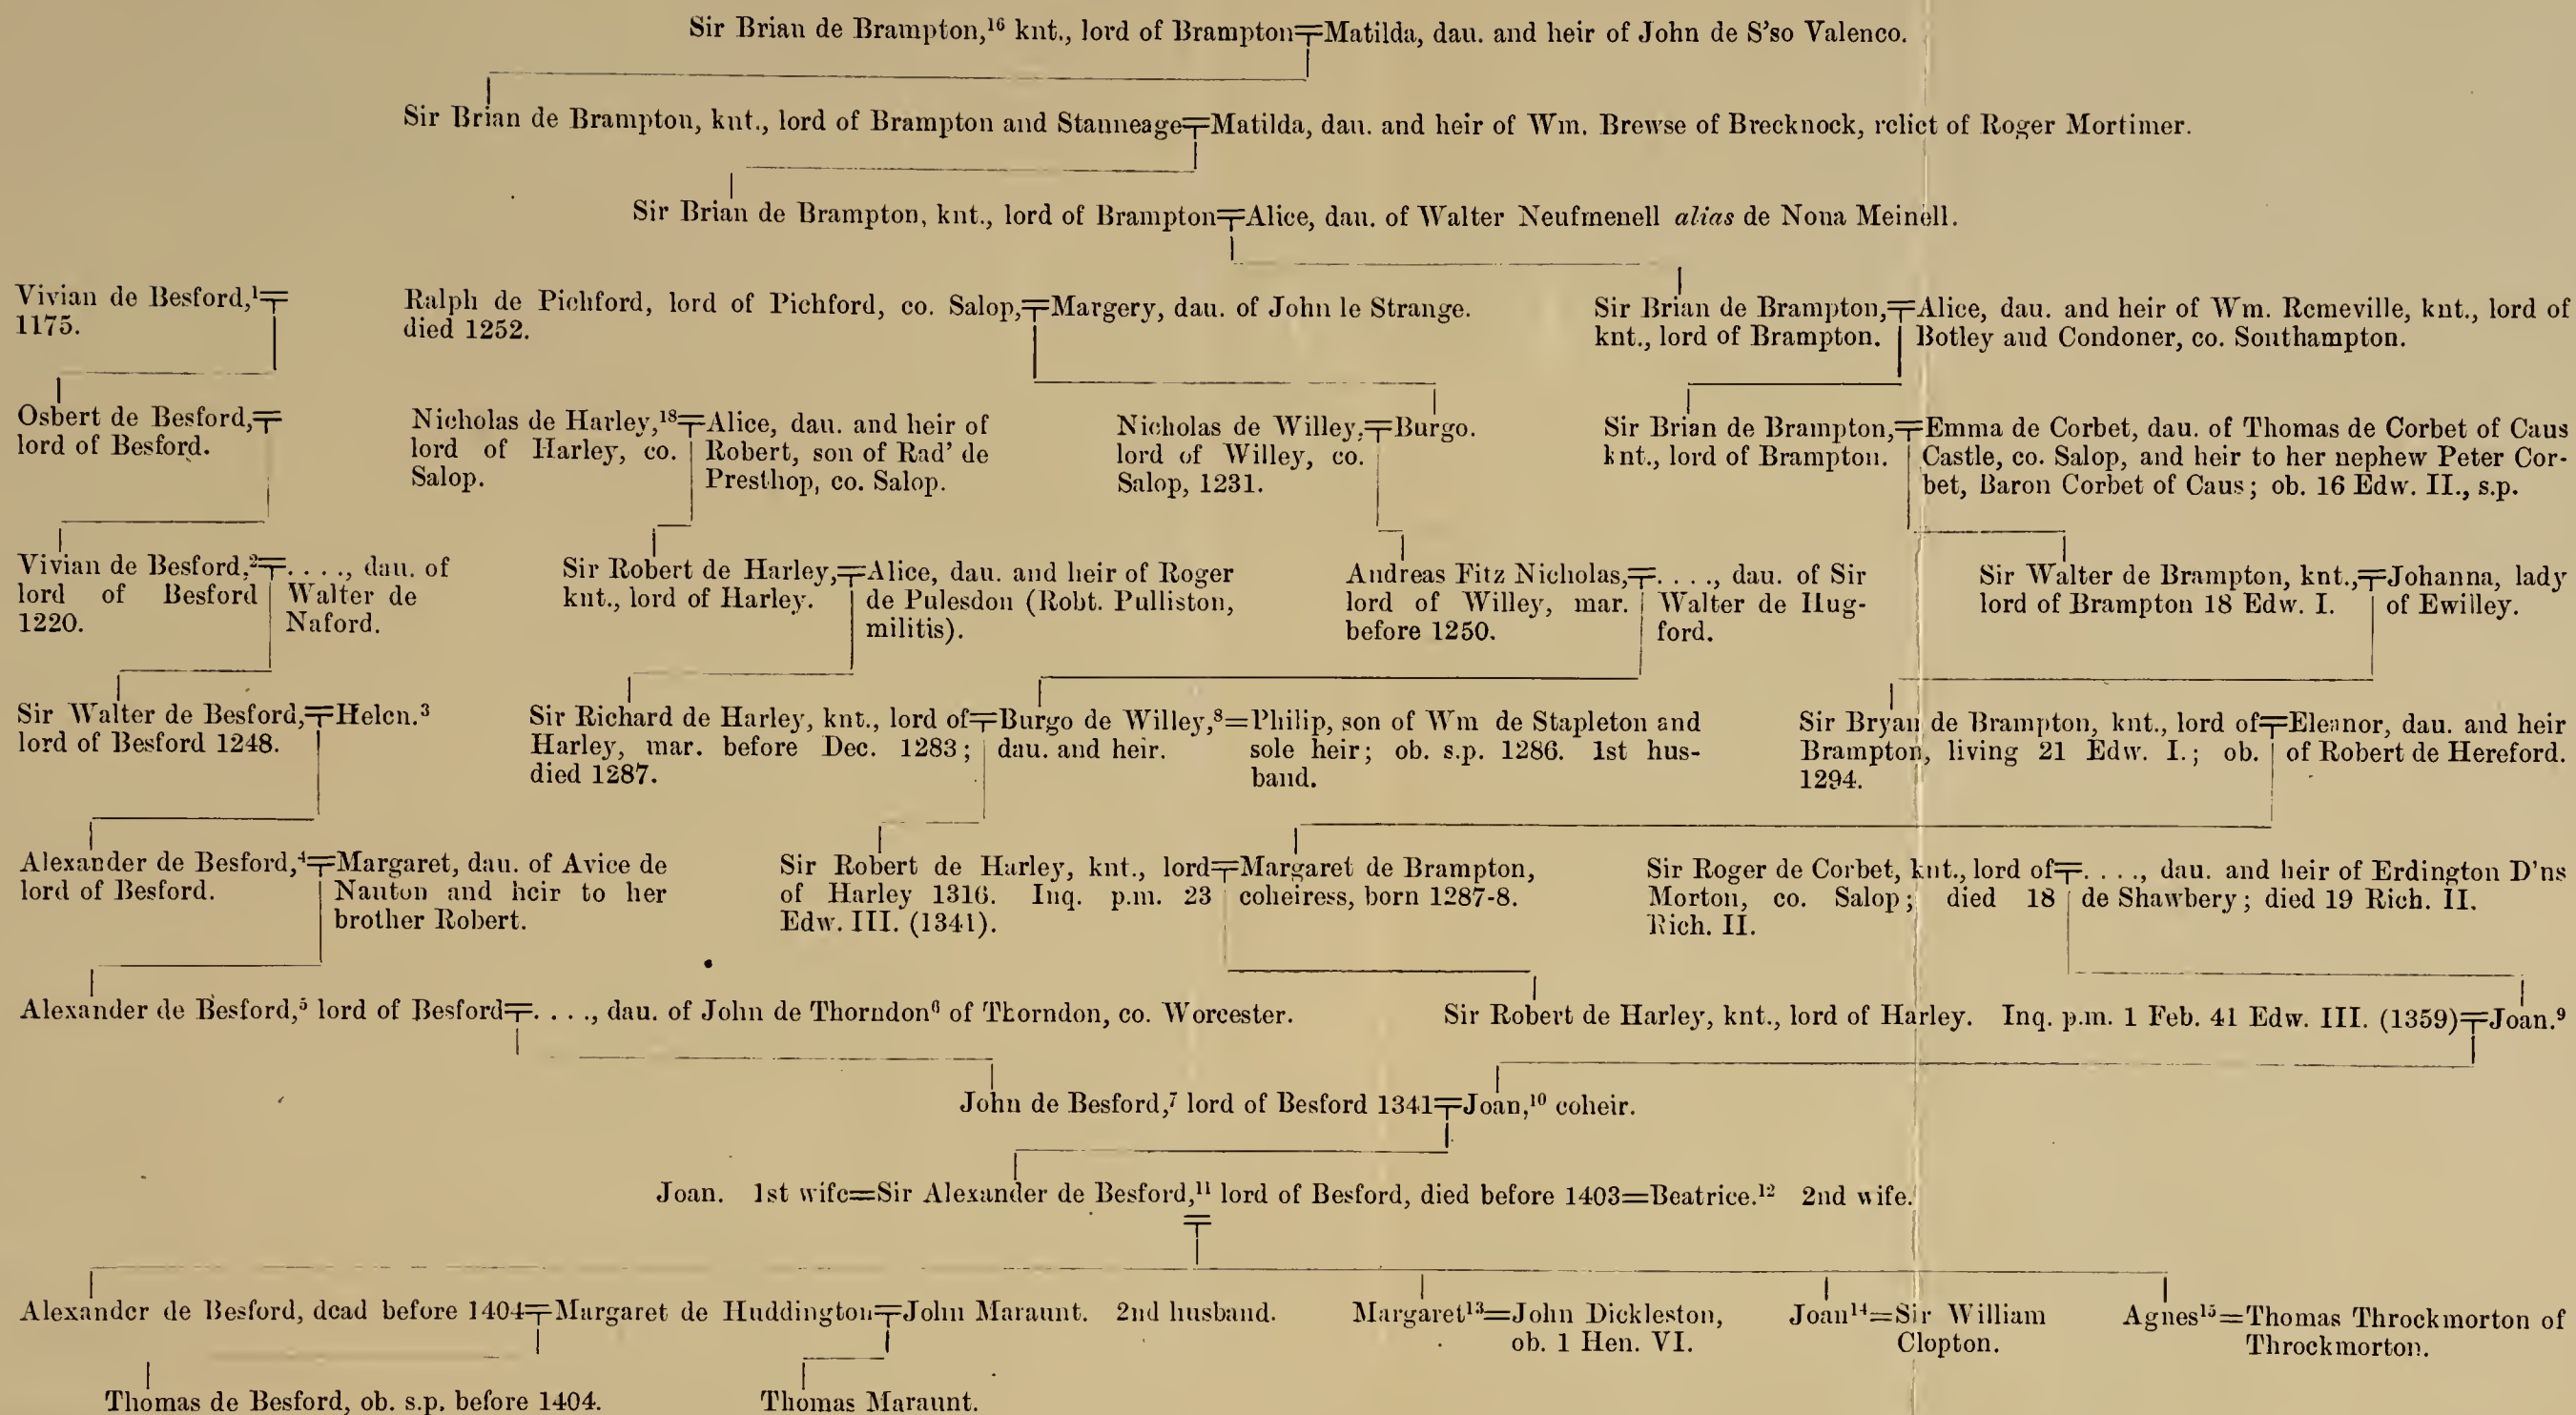 Sir Brian de Brampton,¹⁶ knt., lord of Brampton╤Matilda, dau. and heir of John de S'so Valenco.
Sir Brian de Brampton, knt., lord of Brampton and Stanneage╤Matilda, dau. and heir of Wm. Brewse of Brecknock, relict of Roger Mortimer.
Sir Brian de Brampton, knt., lord of Brampton╤Alice, dau. of Walter Neufmenell alias de Noua Meinell.
Vivian de Besford,¹╤
1175.
Ralph de Pichford, lord of Pichford, co. Salop,╤Margery, dau. of John le Strange.
died 1252.
Sir Brian de Brampton,╤Alice, dau. and heir of Wm. Remeville, knt., lord of
knt., lord of Brampton. Botley and Condoner, co. Southampton.
Osbert de Besford,╤
lord of Besford.
Nicholas de Harley,¹⁸╤Alice, dau. and heir of
lord of Harley, co. Robert, son of Rad' de
Salop. Presthop, co. Salop.
Nicholas de Willey,╤Burgo.
lord of Willey, co.
Salop, 1231.
Sir Brian de Brampton,╤Emma de Corbet, dau. of Thomas de Corbet of Caus
knt., lord of Brampton. Castle, co. Salop, and heir to her nephew Peter Cor-
bet, Baron Corbet of Caus; ob. 16 Edw. II., s.p.
Vivian de Besford,²╤. . . ., dau. of
lord of Besford Walter de
1220. Naford.
Sir Robert de Harley,╤Alice, dau. and heir of Roger
knt., lord of Harley. de Pulesdon (Robt. Pulliston,
militis).
Andreas Fitz Nicholas,╤. . . ., dau. of Sir
lord of Willey, mar. Walter de Hug-
before 1250. ford.
Sir Walter de Brampton, knt.,╤Johanna, lady
lord of Brampton 18 Edw. I. of Ewilley.
Sir Walter de Besford,╤Helen.³
lord of Besford 1248.
Sir Richard de Harley, knt., lord of╤Burgo de Willey,⁸=Philip, son of Wm de Stapleton and
Harley, mar. before Dec. 1283; dau. and heir. sole heir; ob. s.p. 1286. 1st hus-
died 1287. band.
Sir Bryan de Brampton, knt., lord of╤Eleanor, dau. and heir
Brampton, living 21 Edw. I.; ob. of Robert de Hereford.
1294.
Alexander de Besford,⁴╤Margaret, dau. of Avice de
lord of Besford. Nauton and heir to her
brother Robert.
Sir Robert de Harley, knt., lord╤Margaret de Brampton,
of Harley 1316. Inq. p.m. 23 coheiress, born 1287-8.
Edw. III. (1341).
Sir Roger de Corbet, knt., lord of╤. . . ., dau. and heir of Erdington D'ns
Morton, co. Salop; died 18 de Shawbery; died 19 Rich. II.
Rich. II.
Alexander de Besford,⁵ lord of Besford╤. . . ., dau. of John de Thorndon⁶ of Thorndon, co. Worcester.
Sir Robert de Harley, knt., lord of Harley. Inq. p.m. 1 Feb. 41 Edw. III. (1359)╤Joan.⁹
John de Besford,⁷ lord of Besford 1341╤Joan,¹⁰ coheir.
Joan. 1st wife=Sir Alexander de Besford,¹¹ lord of Besford, died before 1403=Beatrice.¹² 2nd wife.
Alexander de Besford, dead before 1404╤Margaret de Huddington╤John Maraunt. 2nd husband.
Margaret¹³=John Dickleston,
ob. 1 Hen. VI.
Joan¹⁴=Sir William
Clopton.
Agnes¹⁵=Thomas Throckmorton of
Throckmorton.
Thomas de Besford, ob. s.p. before 1404.
Thomas Maraunt.